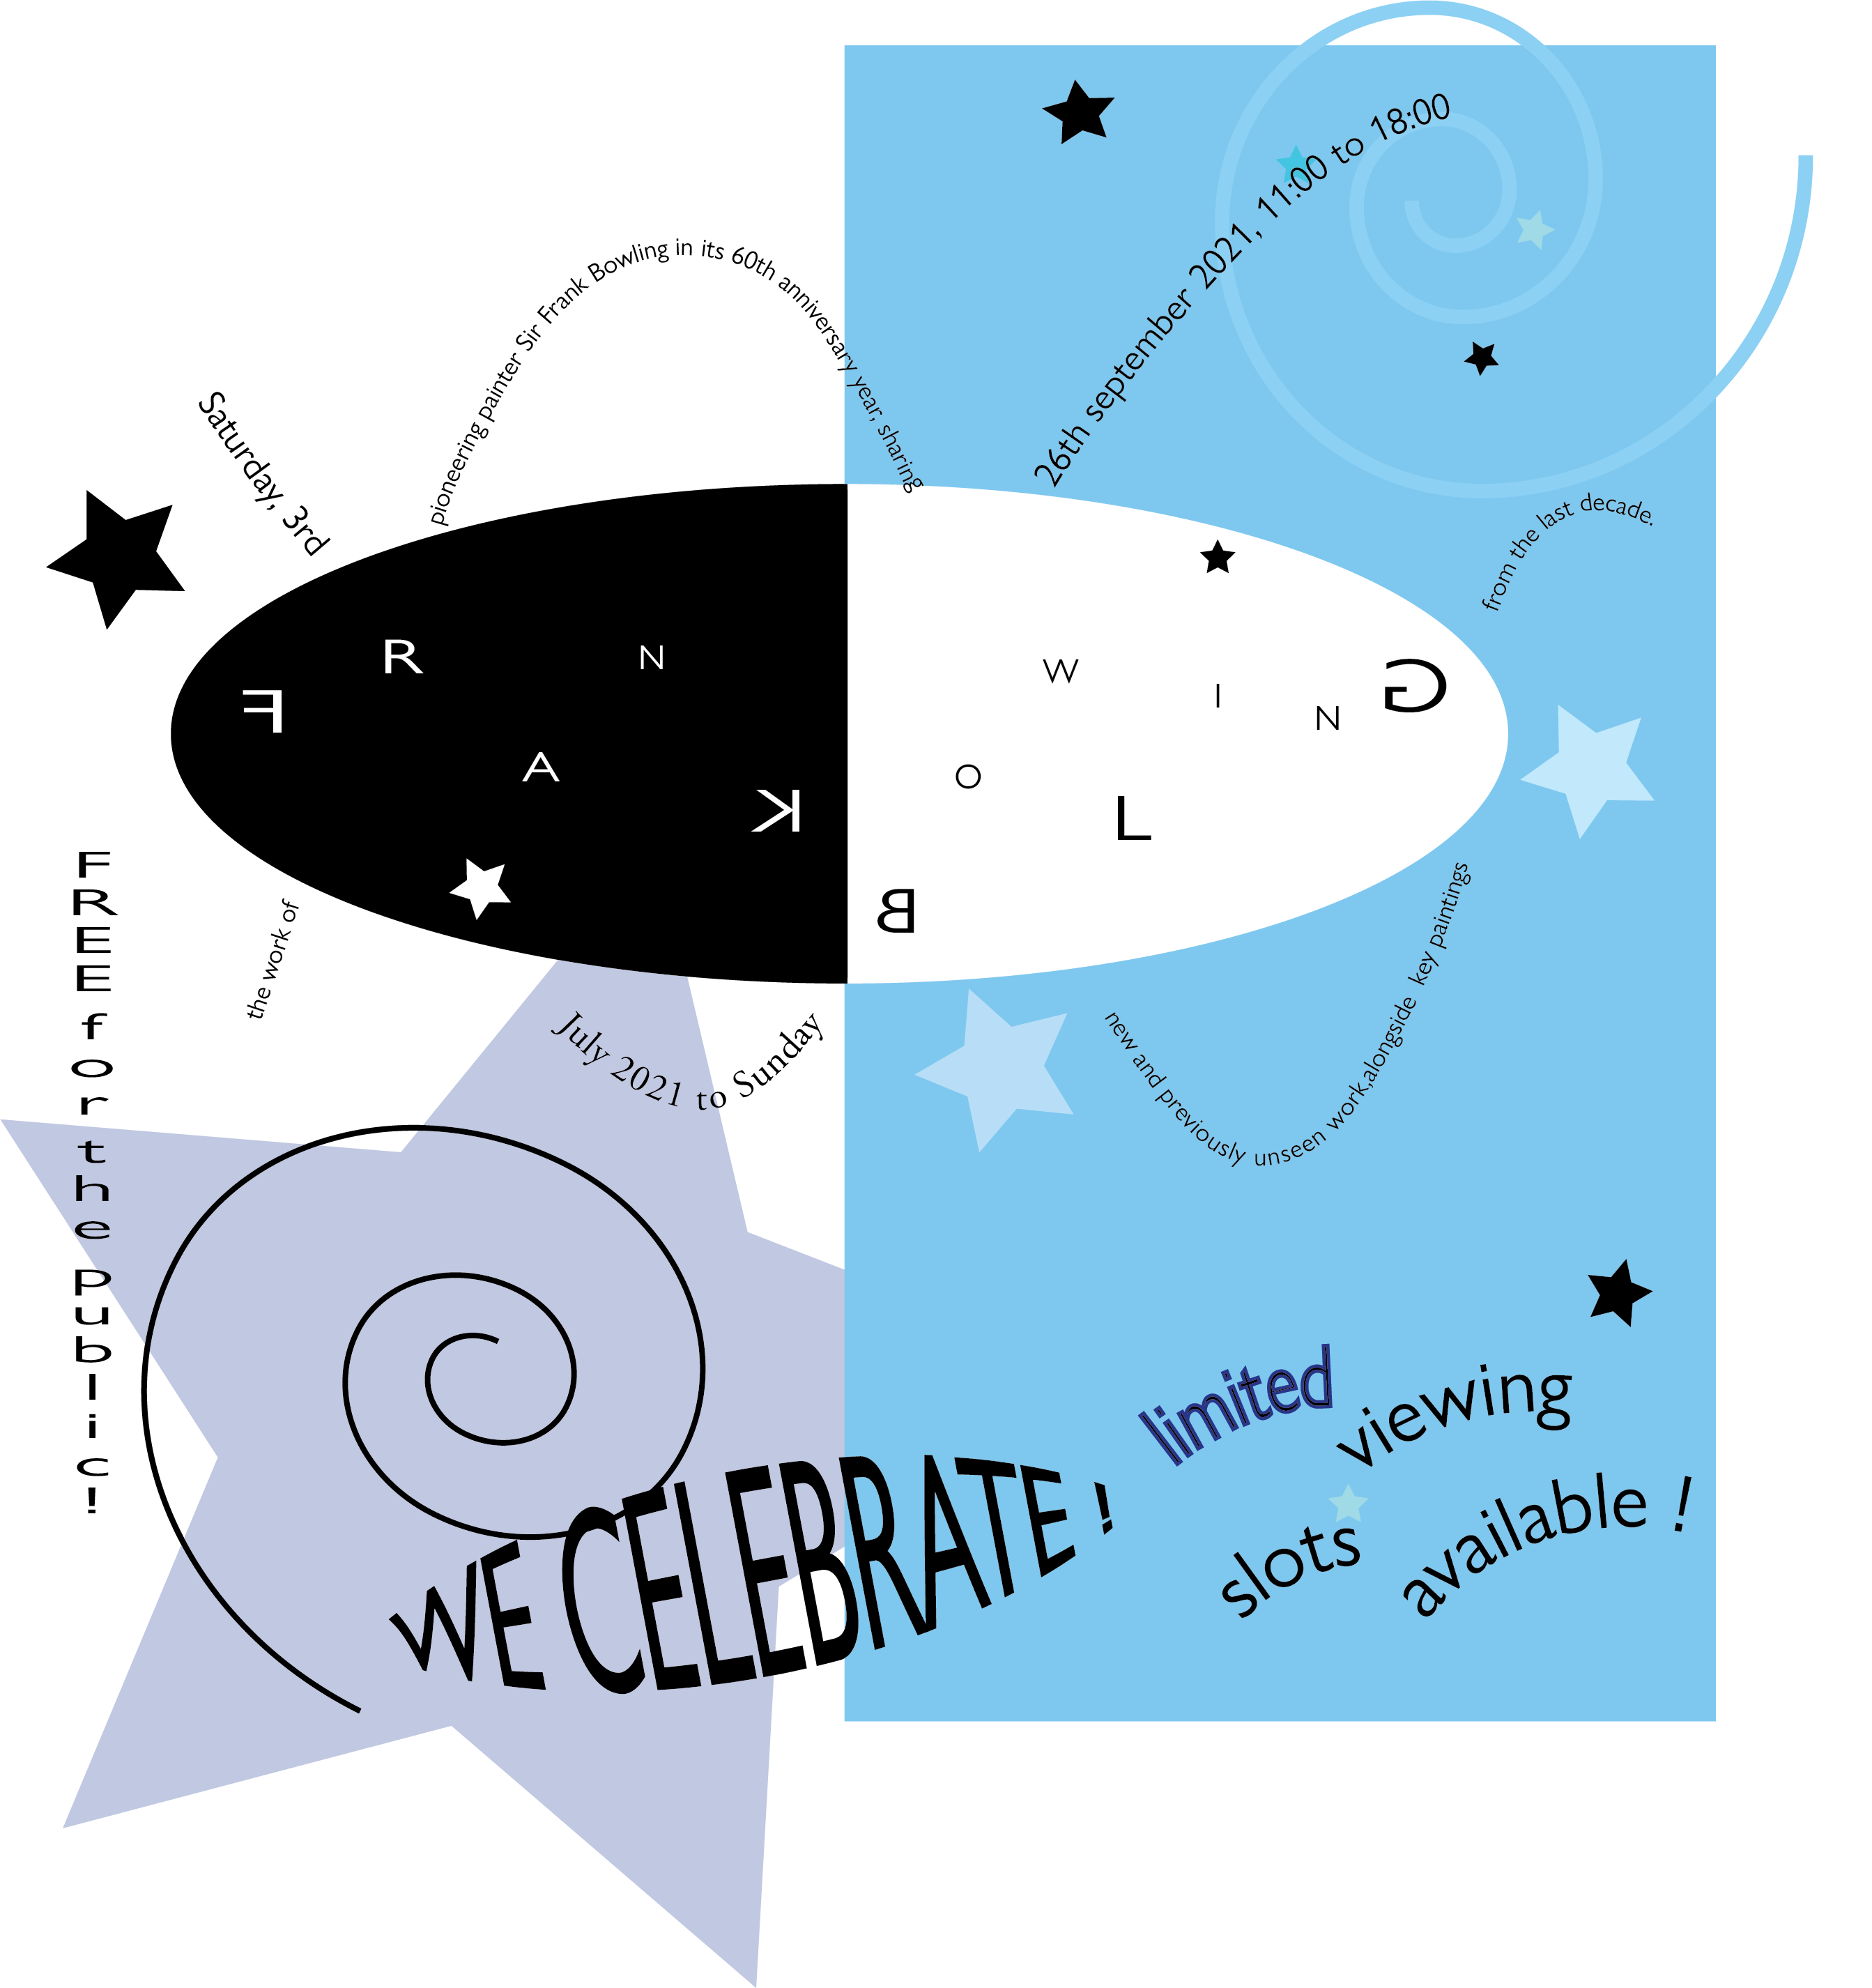 Saturday, 3rd
July 2021 to Sunday
26th september 2021, 11:00 to 18:00
FRANK
BOWLING
the work of
pioneering painter Sir Frank Bowling in its 60th anniversary year, sharing
new and Previously unseen work,alongside key paintings
from the last decade.
FREE for the public!
WE CELEBRATE !
limited
viewing
slots
available !